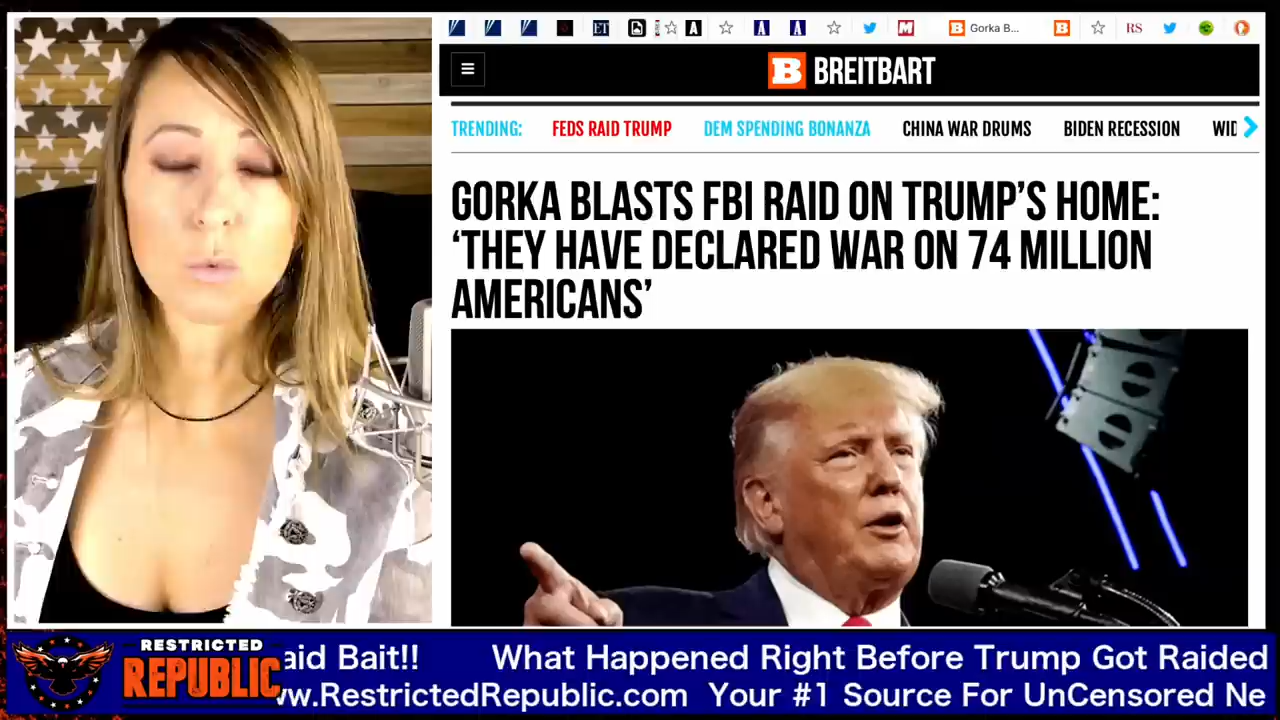 ET
A
A
A
M
B
Gorka B...
B
RS
B BREITBART
TRENDING: FEDS RAID TRUMP DEM SPENDING BONANZA CHINA WAR DRUMS BIDEN RECESSION WID
GORKA BLASTS FBI RAID ON TRUMP'S HOME:
‘THEY HAVE DECLARED WAR ON 74 MILLION
AMERICANS’
RESTRICTED
REPUBLIC
aid Bait!! What Happened Right Before Trump Got Raided
w.RestrictedRepublic.com Your #1 Source For UnCensored Ne